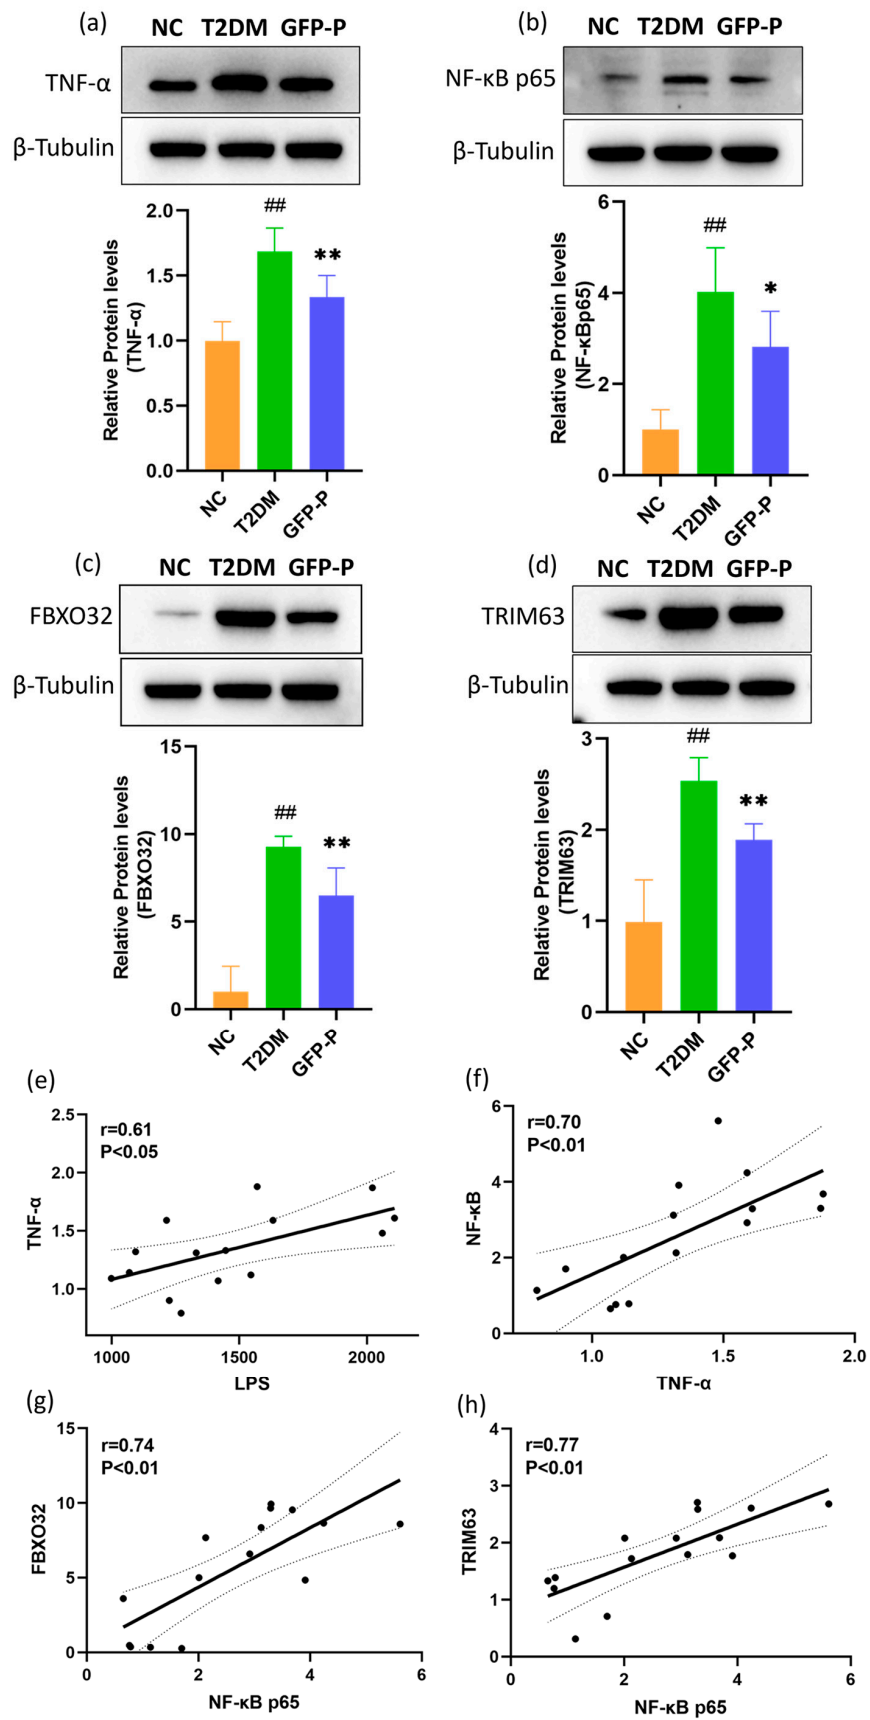 (a)
NC T2DM GFP-P
TNF-α
β-Tubulin
##
**
2.0
1.5
1.0
0.5
0.0
Relative Protein levels
(TNF-α)
NC
T2DM
GFP-P
(b)
NC T2DM GFP-P
NF-κB p65
β-Tubulin
##
*
6
4
2
0
Relative Protein levels
(NF-κBp65)
NC
T2DM
GFP-P
(c)
NC T2DM GFP-P
FBXO32
β-Tubulin
15
##
**
10
5
0
Relative Protein levels
(FBXO32)
NC
T2DM
GFP-P
(d)
NC T2DM GFP-P
TRIM63
β-Tubulin
3
##
**
2
1
0
Relative Protein levels
(TRIM63)
NC
T2DM
GFP-P
(e)
r=0.61
P<0.05
2.5
2.0
1.5
1.0
TNF-α
1000 1500 2000
LPS
(f)
r=0.70
P<0.01
6
4
2
0
NF-κB
1.0 1.5 2.0
TNF-α
(g)
r=0.74
P<0.01
15
10
5
0
FBXO32
0 2 4 6
NF-κB p65
(h)
r=0.77
P<0.01
4
3
2
1
0
TRIM63
0 2 4 6
NF-κB p65